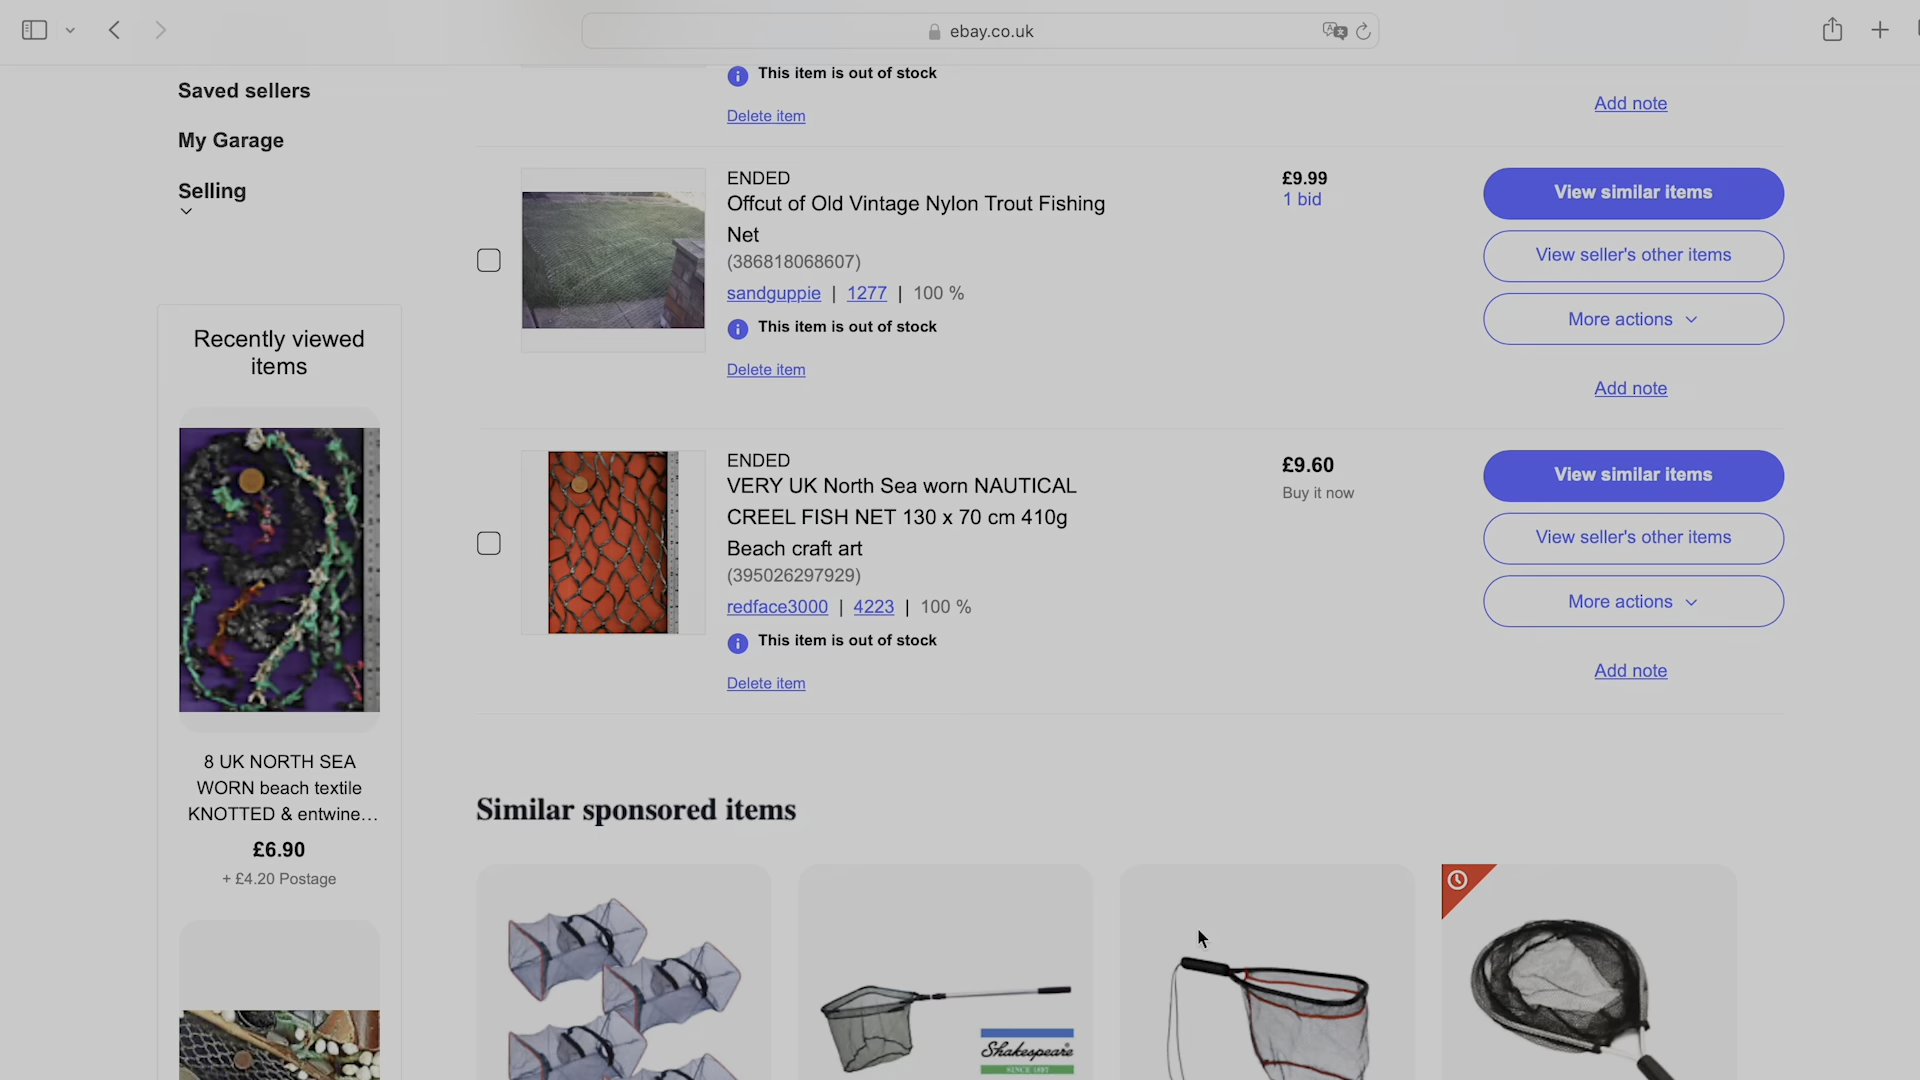 ebay.co.uk
Saved sellers
My Garage
Selling
This item is out of stock
Delete item
Add note
ENDED
Offcut of Old Vintage Nylon Trout Fishing
Net
(386818068607)
sandguppie | 1277 | 100 %
This item is out of stock
Delete item
£9.99
1 bid
View similar items
View seller's other items
More actions
Add note
Recently viewed
items
8 UK NORTH SEA
WORN beach textile
KNOTTED & entwine...
£6.90
+ £4.20 Postage
ENDED
VERY UK North Sea worn NAUTICAL
CREEL FISH NET 130 x 70 cm 410g
Beach craft art
(395026297929)
redface3000 | 4223 | 100 %
This item is out of stock
Delete item
£9.60
Buy it now
View similar items
View seller's other items
More actions
Add note
Similar sponsored items
Shakespeare
SINCE 1897